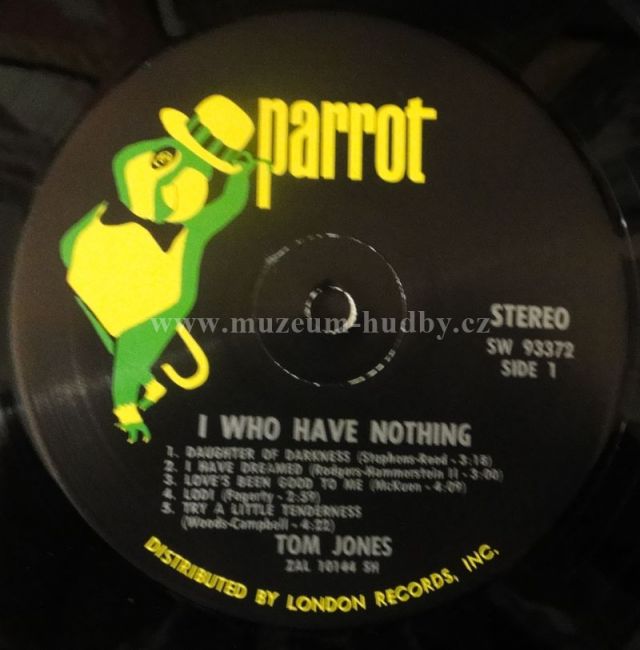 parrot
www.muzeum-hudby.cz
STEREO
SW 93372
SIDE 1
I WHO HAVE NOTHING
1. DAUGHTER OF DARKNESS (Stephens-Reed - 3:18)
2. I HAVE DREAMED (Rodgers-Hammerstein II - 3:00)
3. LOVE'S BEEN GOOD TO ME (McKuen - 4:09)
4. LODI (Fogerty - 2:59)
5. TRY A LITTLE TENDERNESS
(Woods-Campbell - 4:22)
TOM JONES
ZAL 10144 SH
DISTRIBUTED BY LONDON RECORDS, INC.